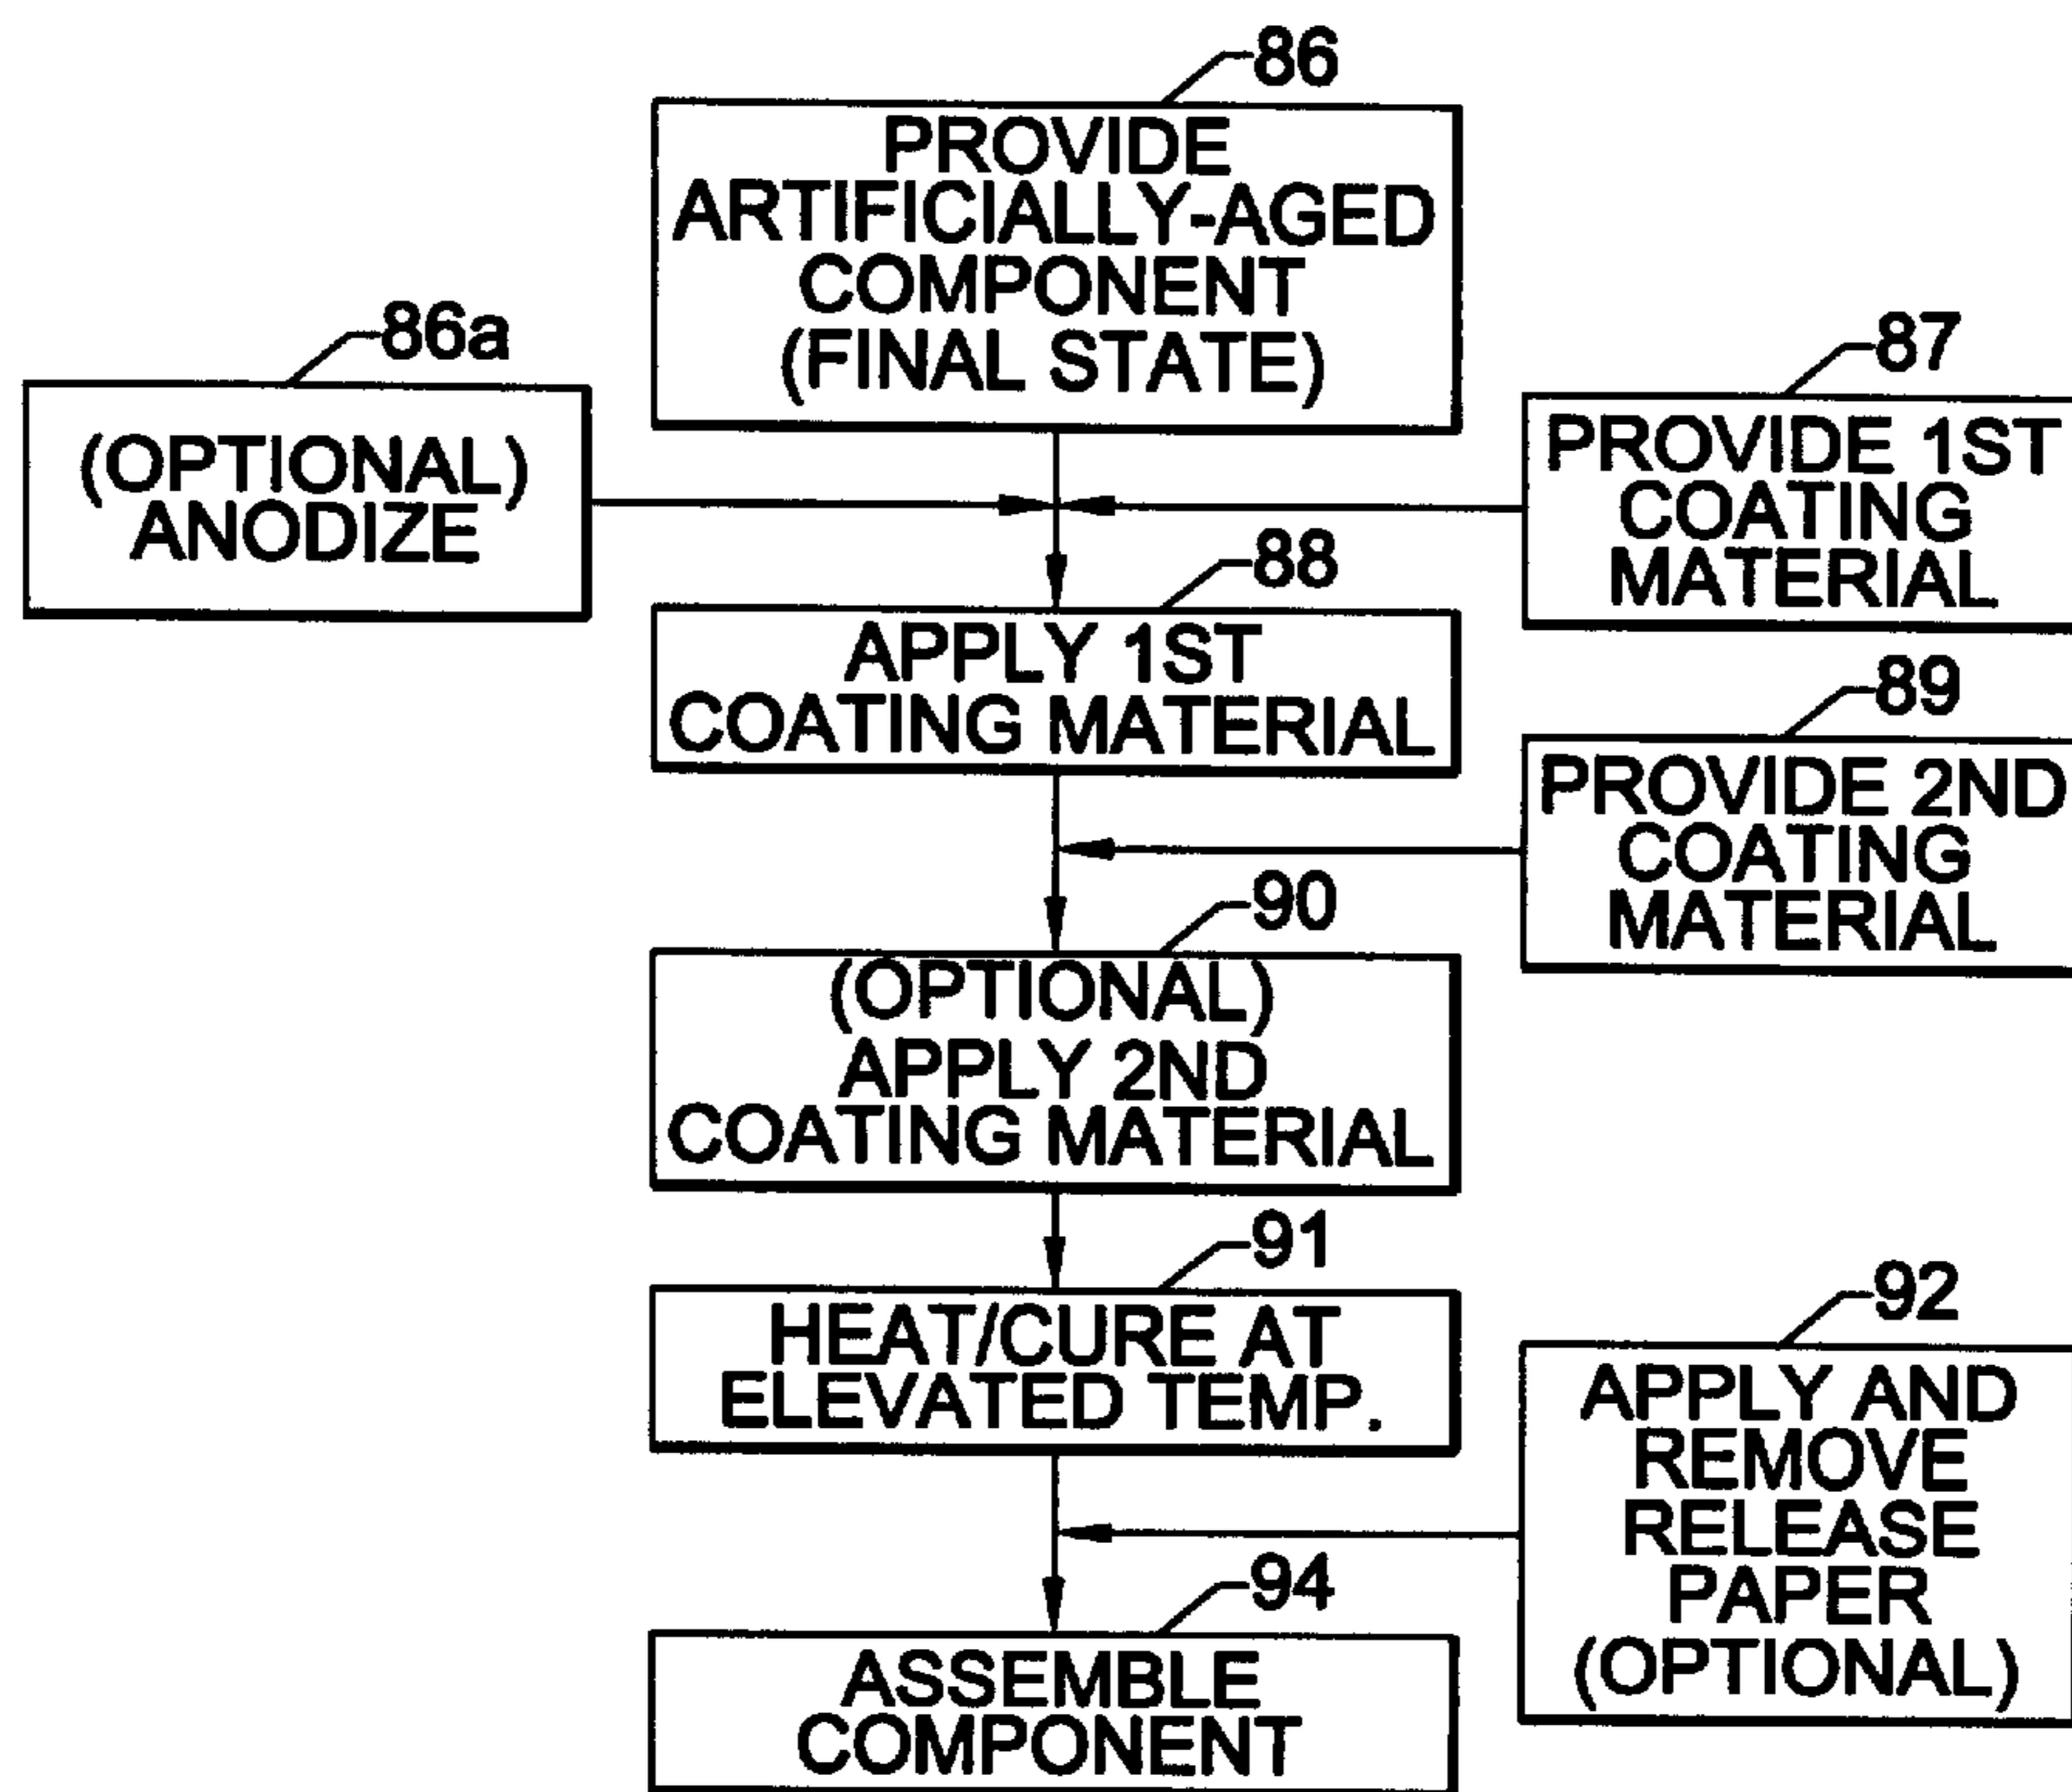 86
PROVIDE
ARTIFICIALLY-AGED
COMPONENT
(FINAL STATE)
86a
(OPTIONAL)
ANODIZE
87
PROVIDE 1ST
COATING
MATERIAL
88
APPLY 1ST
COATING MATERIAL
89
PROVIDE 2ND
COATING
MATERIAL
90
(OPTIONAL)
APPLY 2ND
COATING MATERIAL
91
HEAT/CURE AT
ELEVATED TEMP.
92
APPLY AND
REMOVE
RELEASE
PAPER
(OPTIONAL)
94
ASSEMBLE
COMPONENT